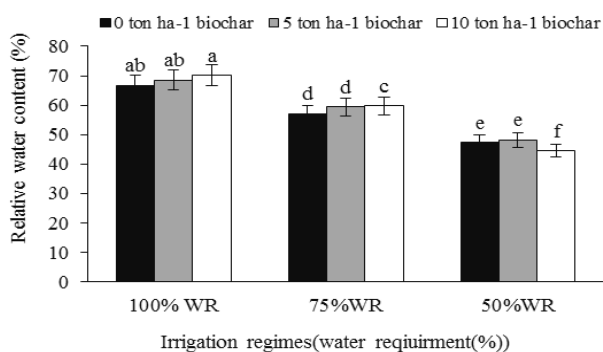 0 ton ha-1 biochar 5 ton ha-1 biochar 10 ton ha-1 biochar
Relative water content (%)
80
70
60
50
40
30
20
10
0
ab ab a
d d c
e e f
100% WR 75%WR 50%WR
Irrigation regimes(water reqiurment(%))